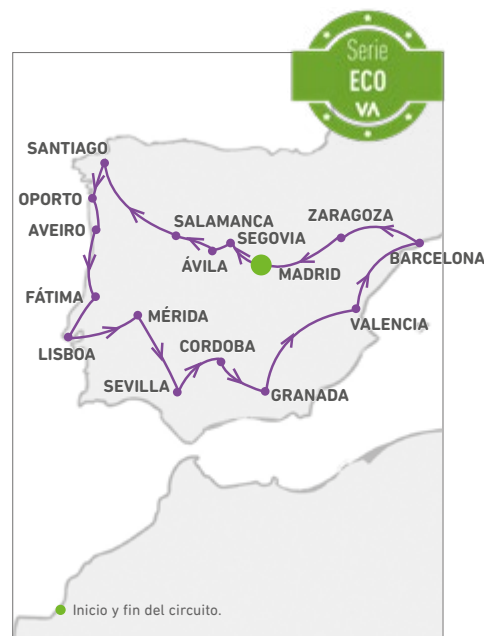 Serie
ECO
VA
SANTIAGO
OPORTO
AVEIRO
SALAMANCA
SEGOVIA
ÁVILA
ZARAGOZA
MADRID
BARCELONA
FÁTIMA
MÉRIDA
VALENCIA
LISBOA
CORDOBA
SEVILLA
GRANADA
Inicio y fin del circuito.